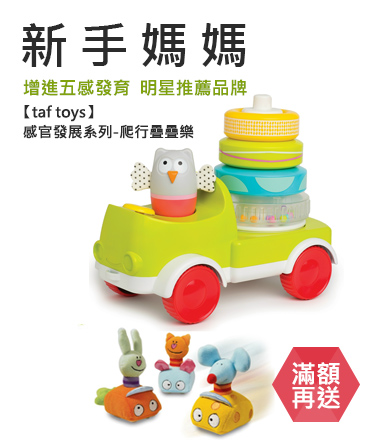 新手媽媽
增進五感發育 明星推薦品牌
【taf toys】
感官發展系列-爬行疊疊樂
滿額
再送